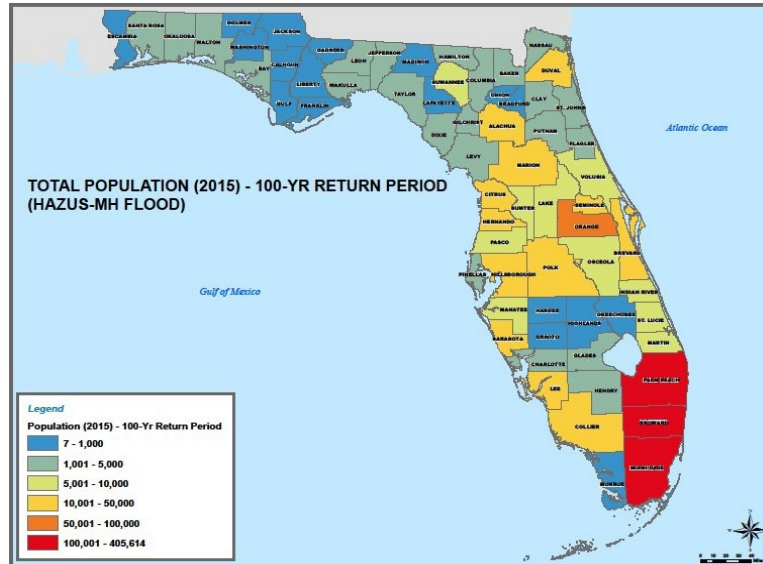 HOLMES
JACKSON
SANTA ROSA
OKALOOSA
ESCAMBIA
WALTON
WASHINGTON
GADSDEN
NASSAU
HAMILTON
JEFFERSON
MADISON
LEON
CALHOUN
BAY
BAKER
DUVAL
COLUMBIA
SUWANNEE
LIBERTY
WAKULLA
TAYLOR
UNION
CLAY
LAFAYETTE
BRADFORD
ST. JOHNS
GULF
FRANKLIN
GILCHRIST
ALACHUA
PUTNAM
DIXIE
FLAGLER
LEVY
MARION
Atlantic Ocean
TOTAL POPULATION (2015) - 100-YR RETURN PERIOD
(HAZUS-MH FLOOD)
VOLUSIA
CITRUS
LAKE
SUMTER
SEMINOLE
HERNANDO
ORANGE
PASCO
BREVARD
OSCEOLA
POLK
PINELLAS
HILLSBOROUGH
Gulf of Mexico
INDIAN RIVER
MANATEE
HARDEE
OKEECHOBEE
HIGHLANDS
ST. LUCIE
SARASOTA
DESOTO
MARTIN
GLADES
CHARLOTTE
PALM BEACH
LEE
HENDRY
BROWARD
COLLIER
MIAMI-DADE
MONROE
Legend
Population (2015) - 100-Yr Return Period
7 - 1,000
1,001 - 5,000
5,001 - 10,000
10,001 - 50,000
50,001 - 100,000
100,001 - 405,614